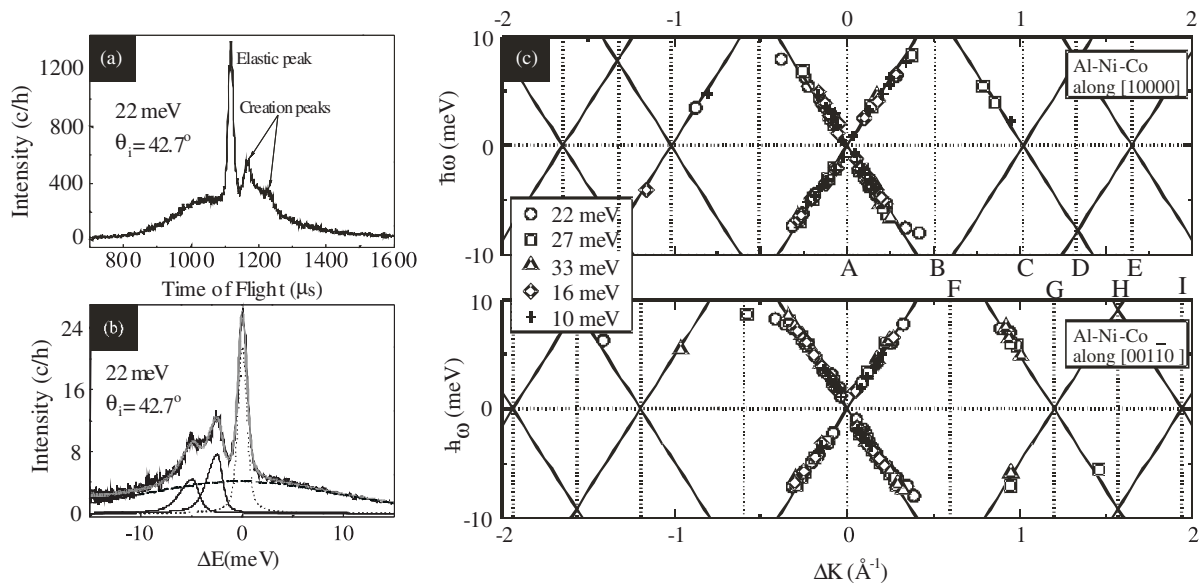 (a)
1200
800
400
0
Intensity (c/h)
22 meV
θi = 42.7°
Elastic peak
Creation peaks
800 1000 1200 1400 1600
Time of Flight (μs)
(b)
24
16
8
0
Intensity (c/h)
22 meV
θi = 42.7°
-10 0 10
ΔE(meV)
-2 -1 0 1 2
(c)
10
0
-10
ħω (meV)
Al-Ni-Co
along [10000]
22 meV
27 meV
33 meV
16 meV
10 meV
A B C D E
F G H I
10
0
-10
ħω (meV)
Al-Ni-Co
along [001̄1̄0]
-2 -1 0 1 2
ΔK (Å⁻¹)